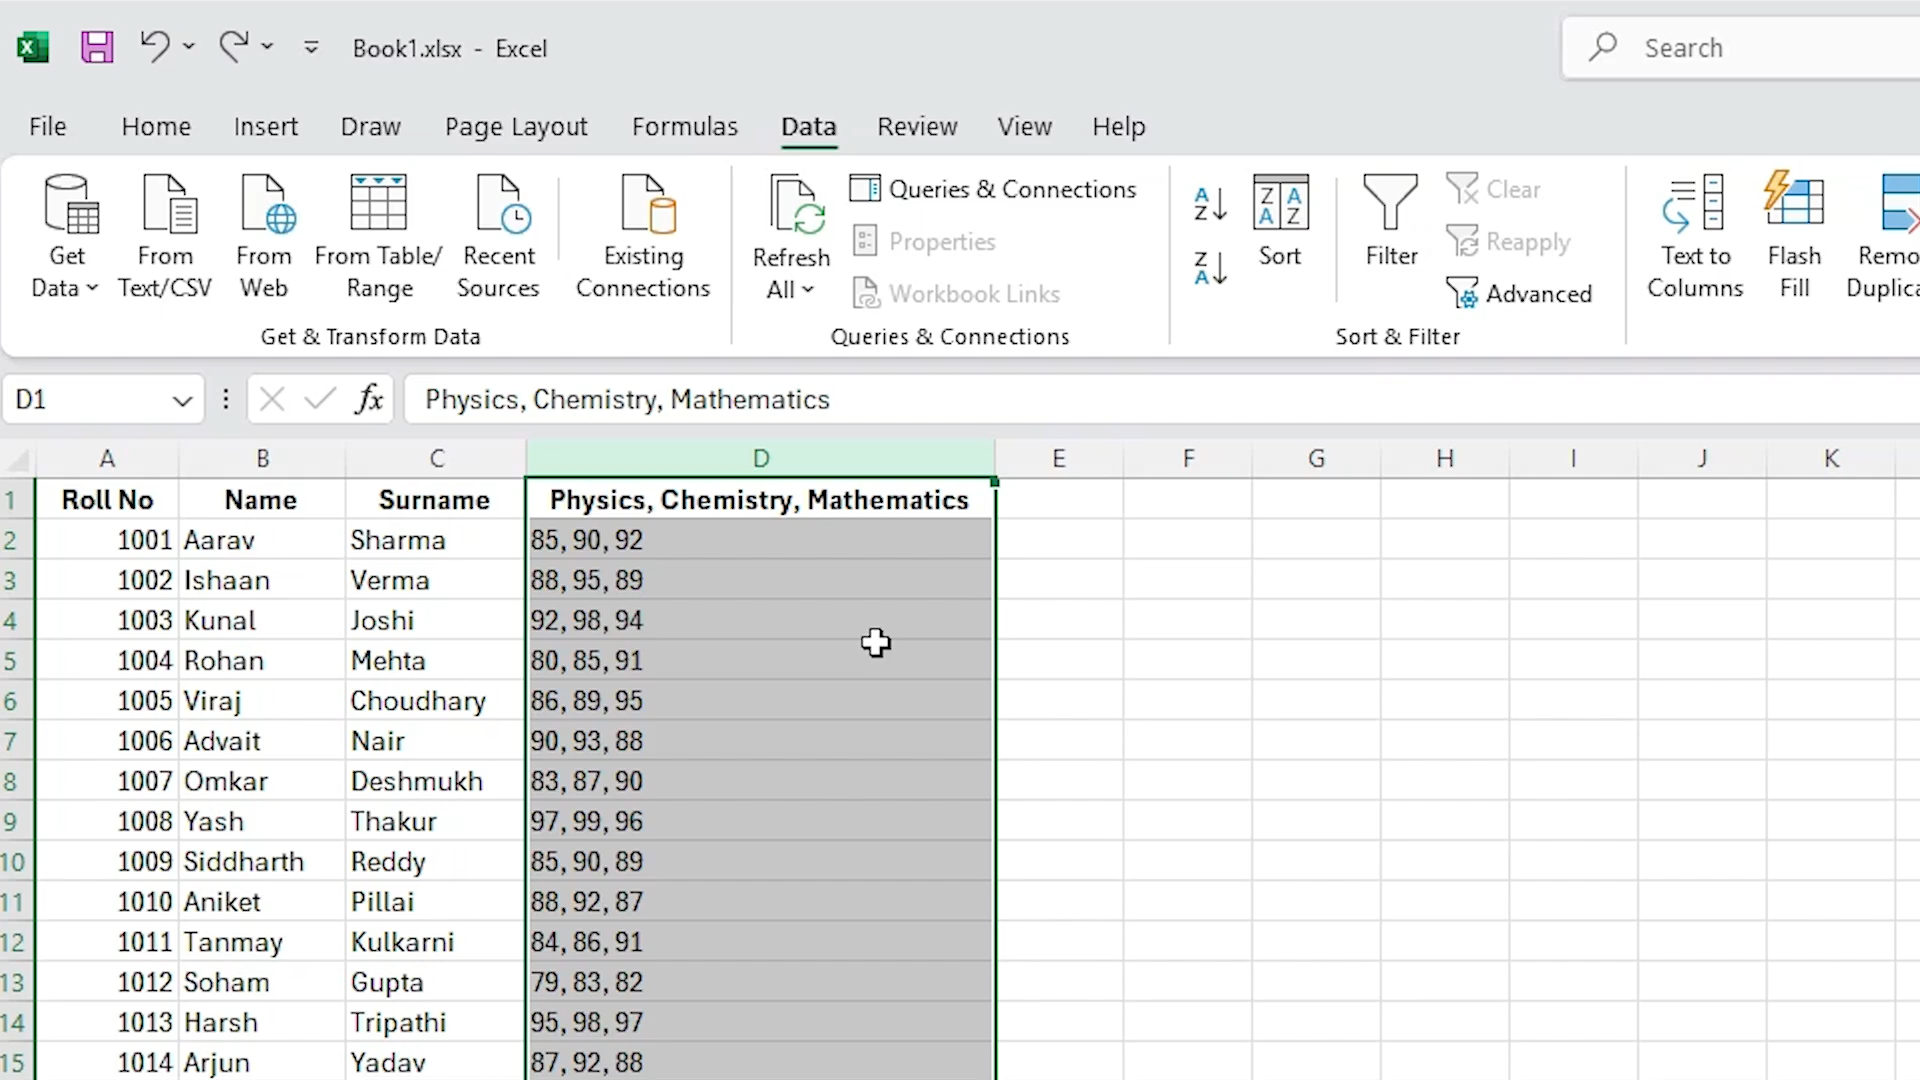 Book1.xlsx - Excel
Search
File Home Insert Draw Page Layout Formulas Data Review View Help
Get Data
From Text/CSV
From Web
From Table/ Range
Recent Sources
Existing Connections
Get & Transform Data
Refresh All
Queries & Connections
Properties
Workbook Links
Queries & Connections
Sort
Filter
Clear
Reapply
Advanced
Sort & Filter
Text to Columns
Flash Fill
Remo
Duplica
D1 fx Physics, Chemistry, Mathematics
A B C D E F G H I J K
1 Roll No Name Surname Physics, Chemistry, Mathematics
2 1001 Aarav Sharma 85, 90, 92
3 1002 Ishaan Verma 88, 95, 89
4 1003 Kunal Joshi 92, 98, 94
5 1004 Rohan Mehta 80, 85, 91
6 1005 Viraj Choudhary 86, 89, 95
7 1006 Advait Nair 90, 93, 88
8 1007 Omkar Deshmukh 83, 87, 90
9 1008 Yash Thakur 97, 99, 96
10 1009 Siddharth Reddy 85, 90, 89
11 1010 Aniket Pillai 88, 92, 87
12 1011 Tanmay Kulkarni 84, 86, 91
13 1012 Soham Gupta 79, 83, 82
14 1013 Harsh Tripathi 95, 98, 97
15 1014 Arjun Yadav 87, 92, 88